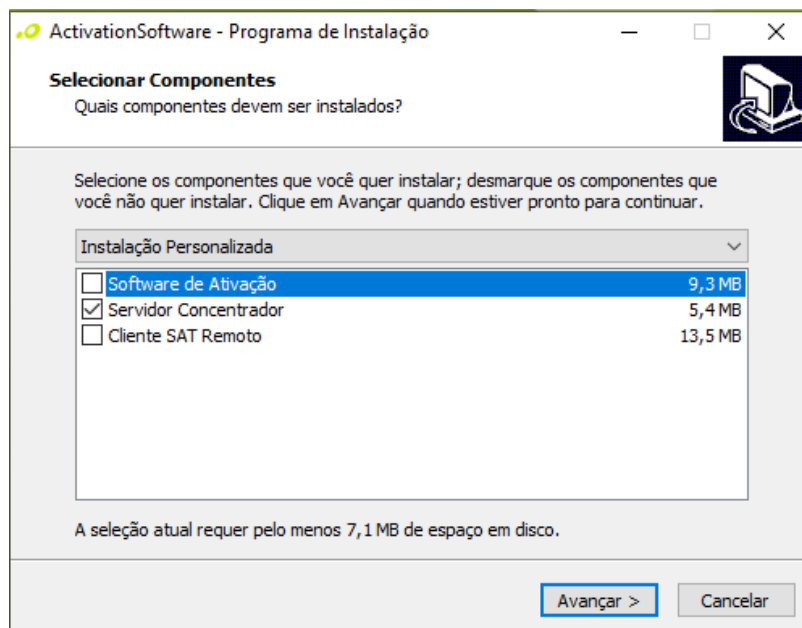 ActivationSoftware - Programa de Instalação
Selecionar Componentes
Quais componentes devem ser instalados?
Selecione os componentes que você quer instalar; desmarque os componentes que
você não quer instalar. Clique em Avançar quando estiver pronto para continuar.
Instalação Personalizada
Software de Ativação 9,3 MB
Servidor Concentrador 5,4 MB
Cliente SAT Remoto 13,5 MB
A seleção atual requer pelo menos 7,1 MB de espaço em disco.
Avançar > Cancelar